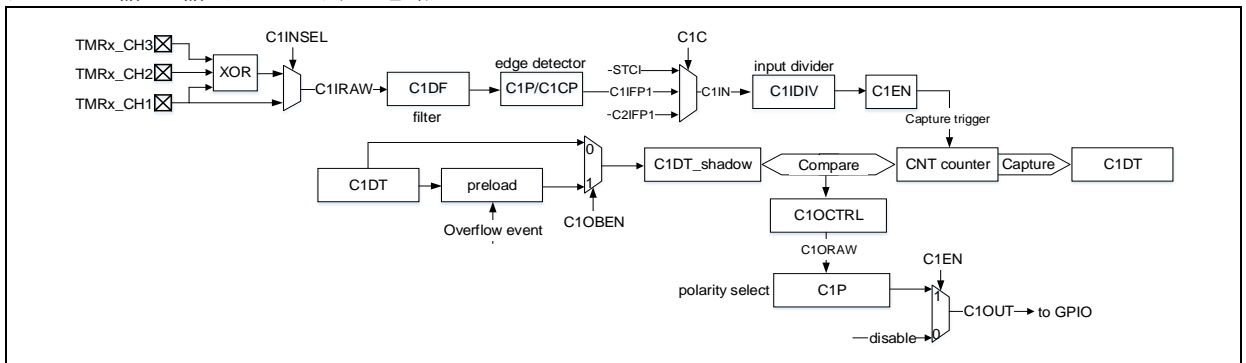 TMRx_CH3
TMRx_CH2
TMRx_CH1
XOR
C1INSEL
C1IRAW
C1DF
filter
edge detector
C1P/C1CP
C1C
STCI
C1IFP1
C2IFP1
C1IN
input divider
C1IDIV
C1EN
Capture trigger
C1DT
preload
Overflow event
0
1
C1OBEN
C1DT_shadow
Compare
CNT counter
Capture
C1DT
C1OCTRL
C1ORAW
polarity select
C1P
C1EN
1
0
disable
C1OUT
to GPIO